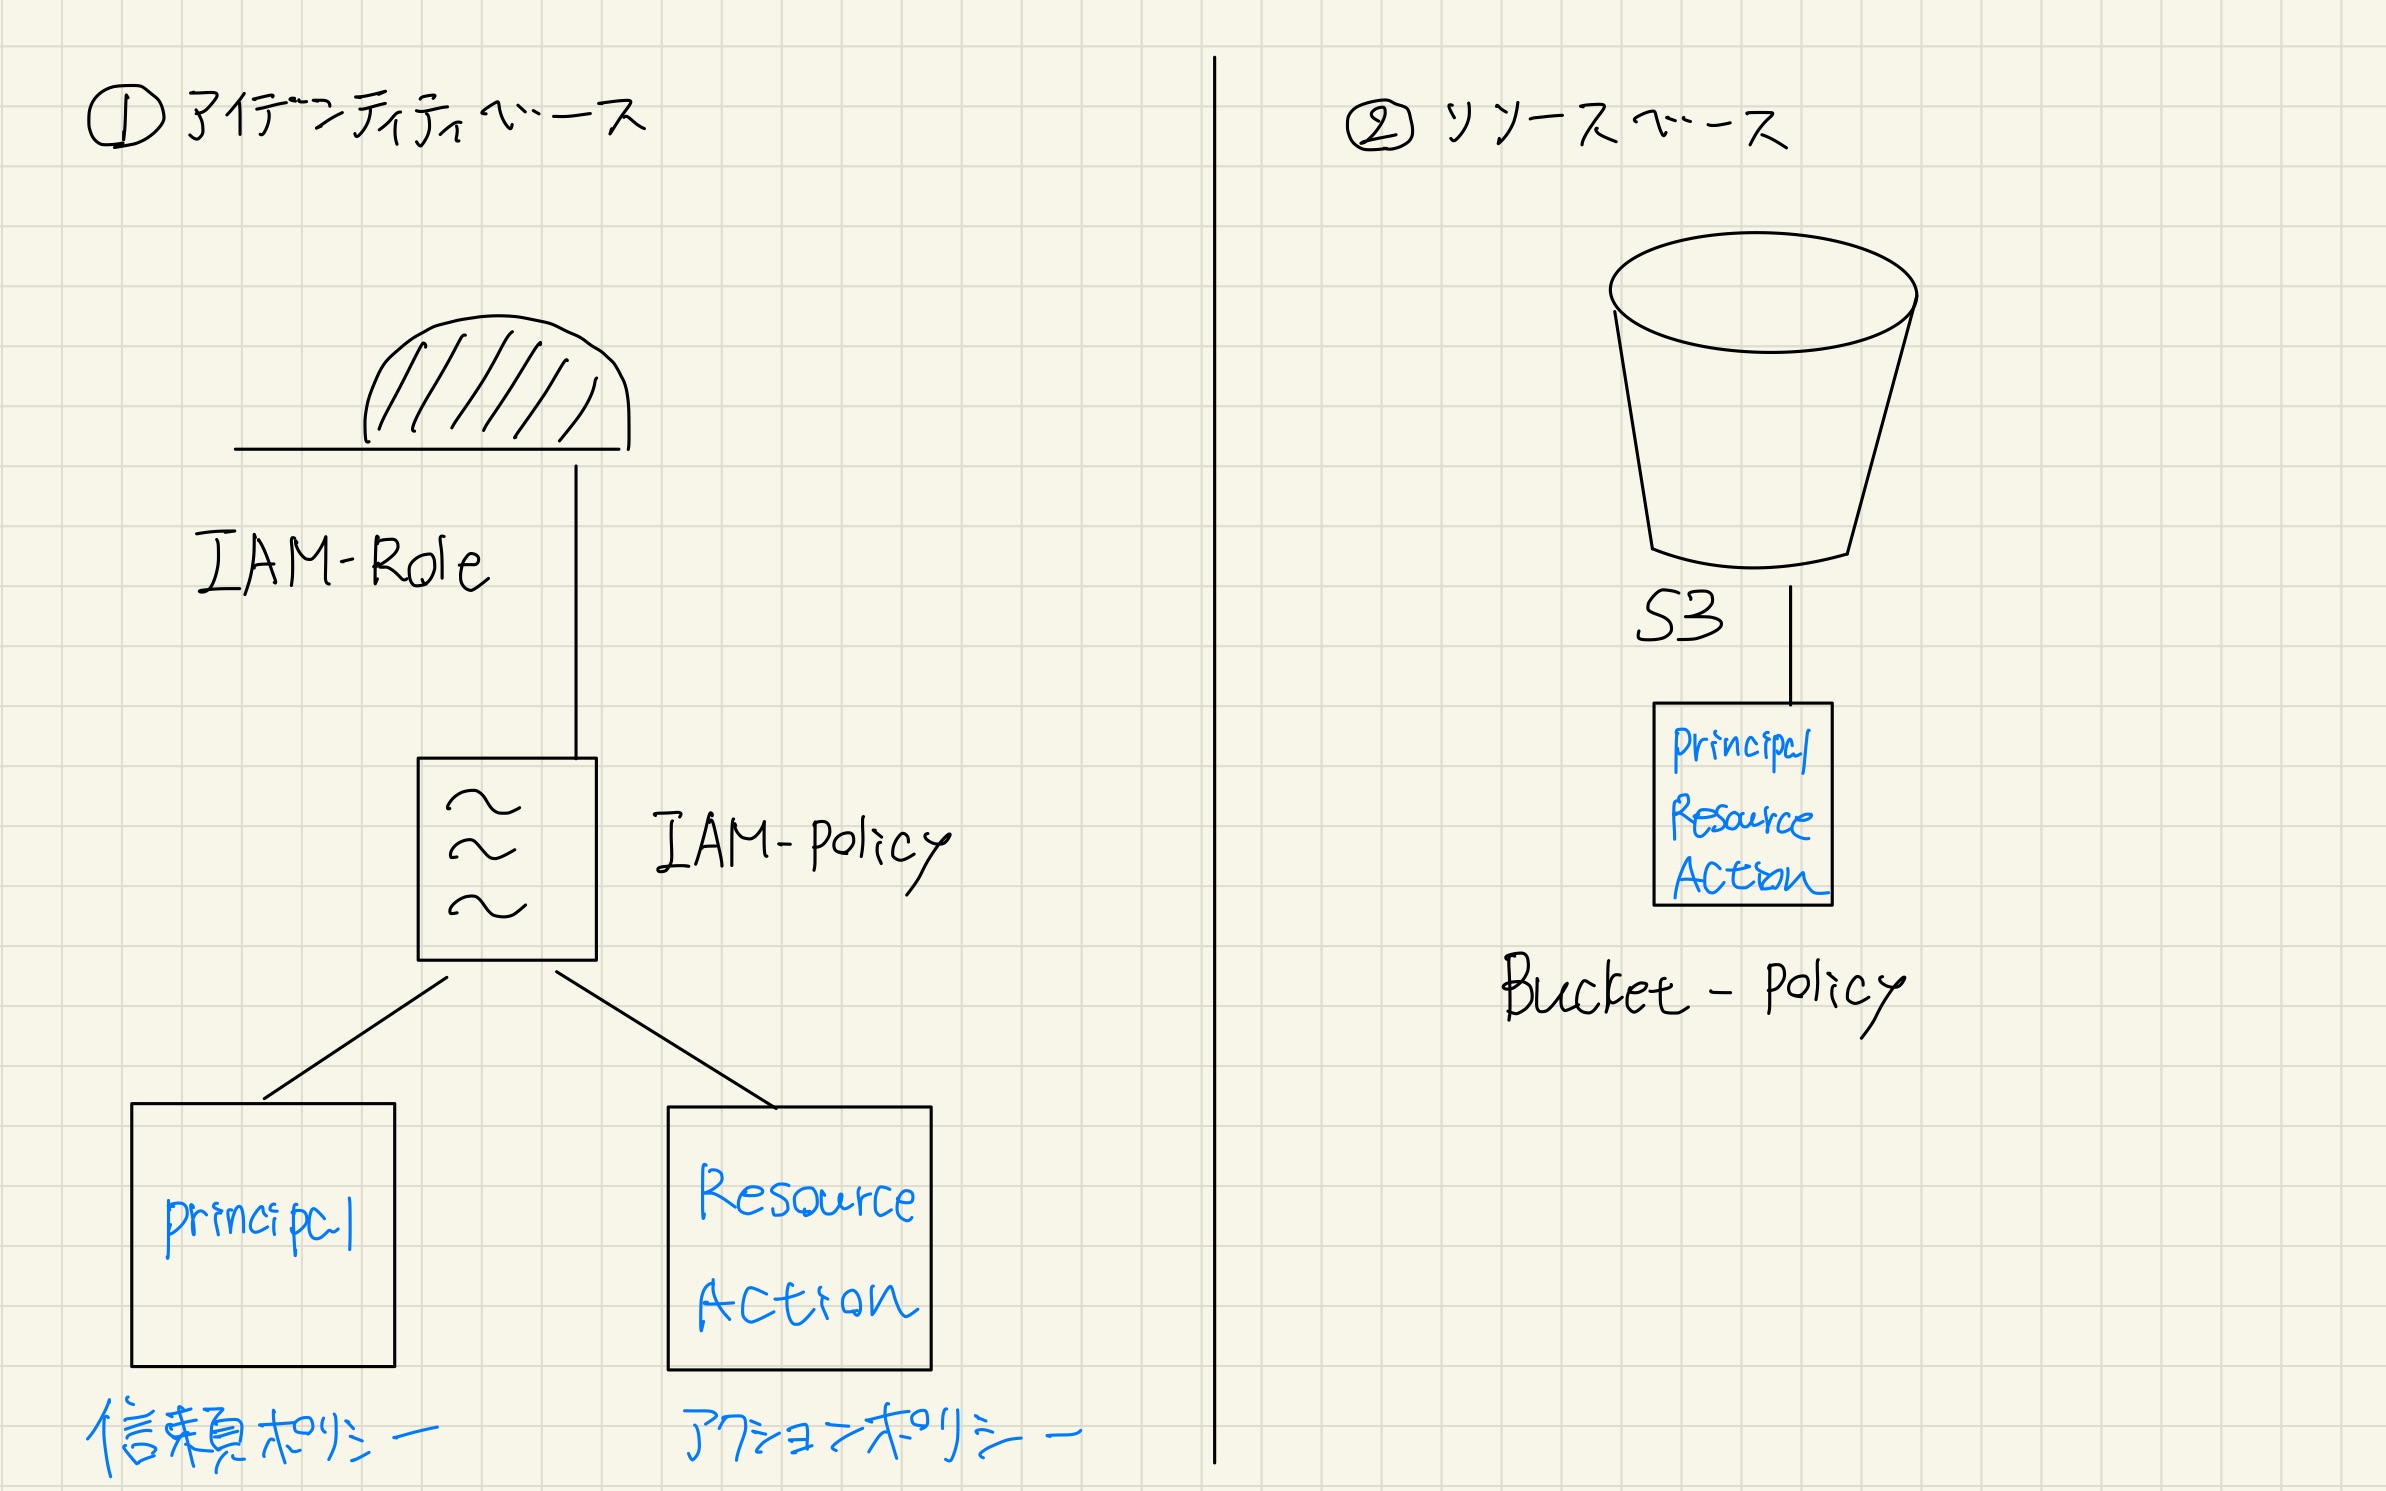 ① アイデンティティベース
IAM-Role
IAM-Policy
principal
Resource
Action
信頼ポリシー
アクションポリシー
② リソースベース
S3
Principal
Resource
Action
Bucket - Policy